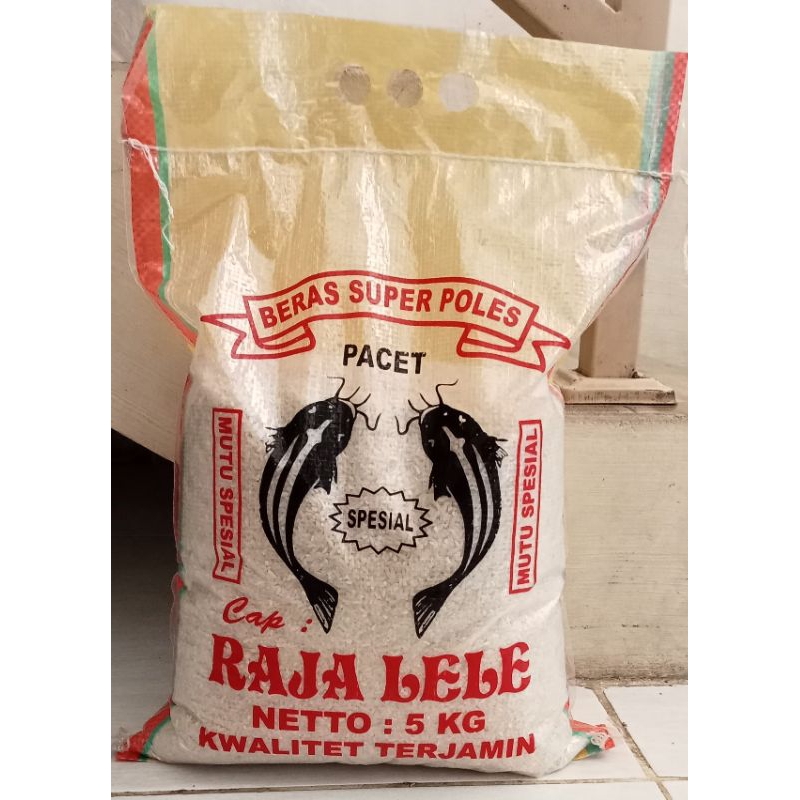 BERAS SUPER POLES
PACET
MUTU SPESIAL
SPESIAL
MUTU SPESIAL
Cap :
RAJA LELE
NETTO : 5 KG
KWALITET TERJAMIN